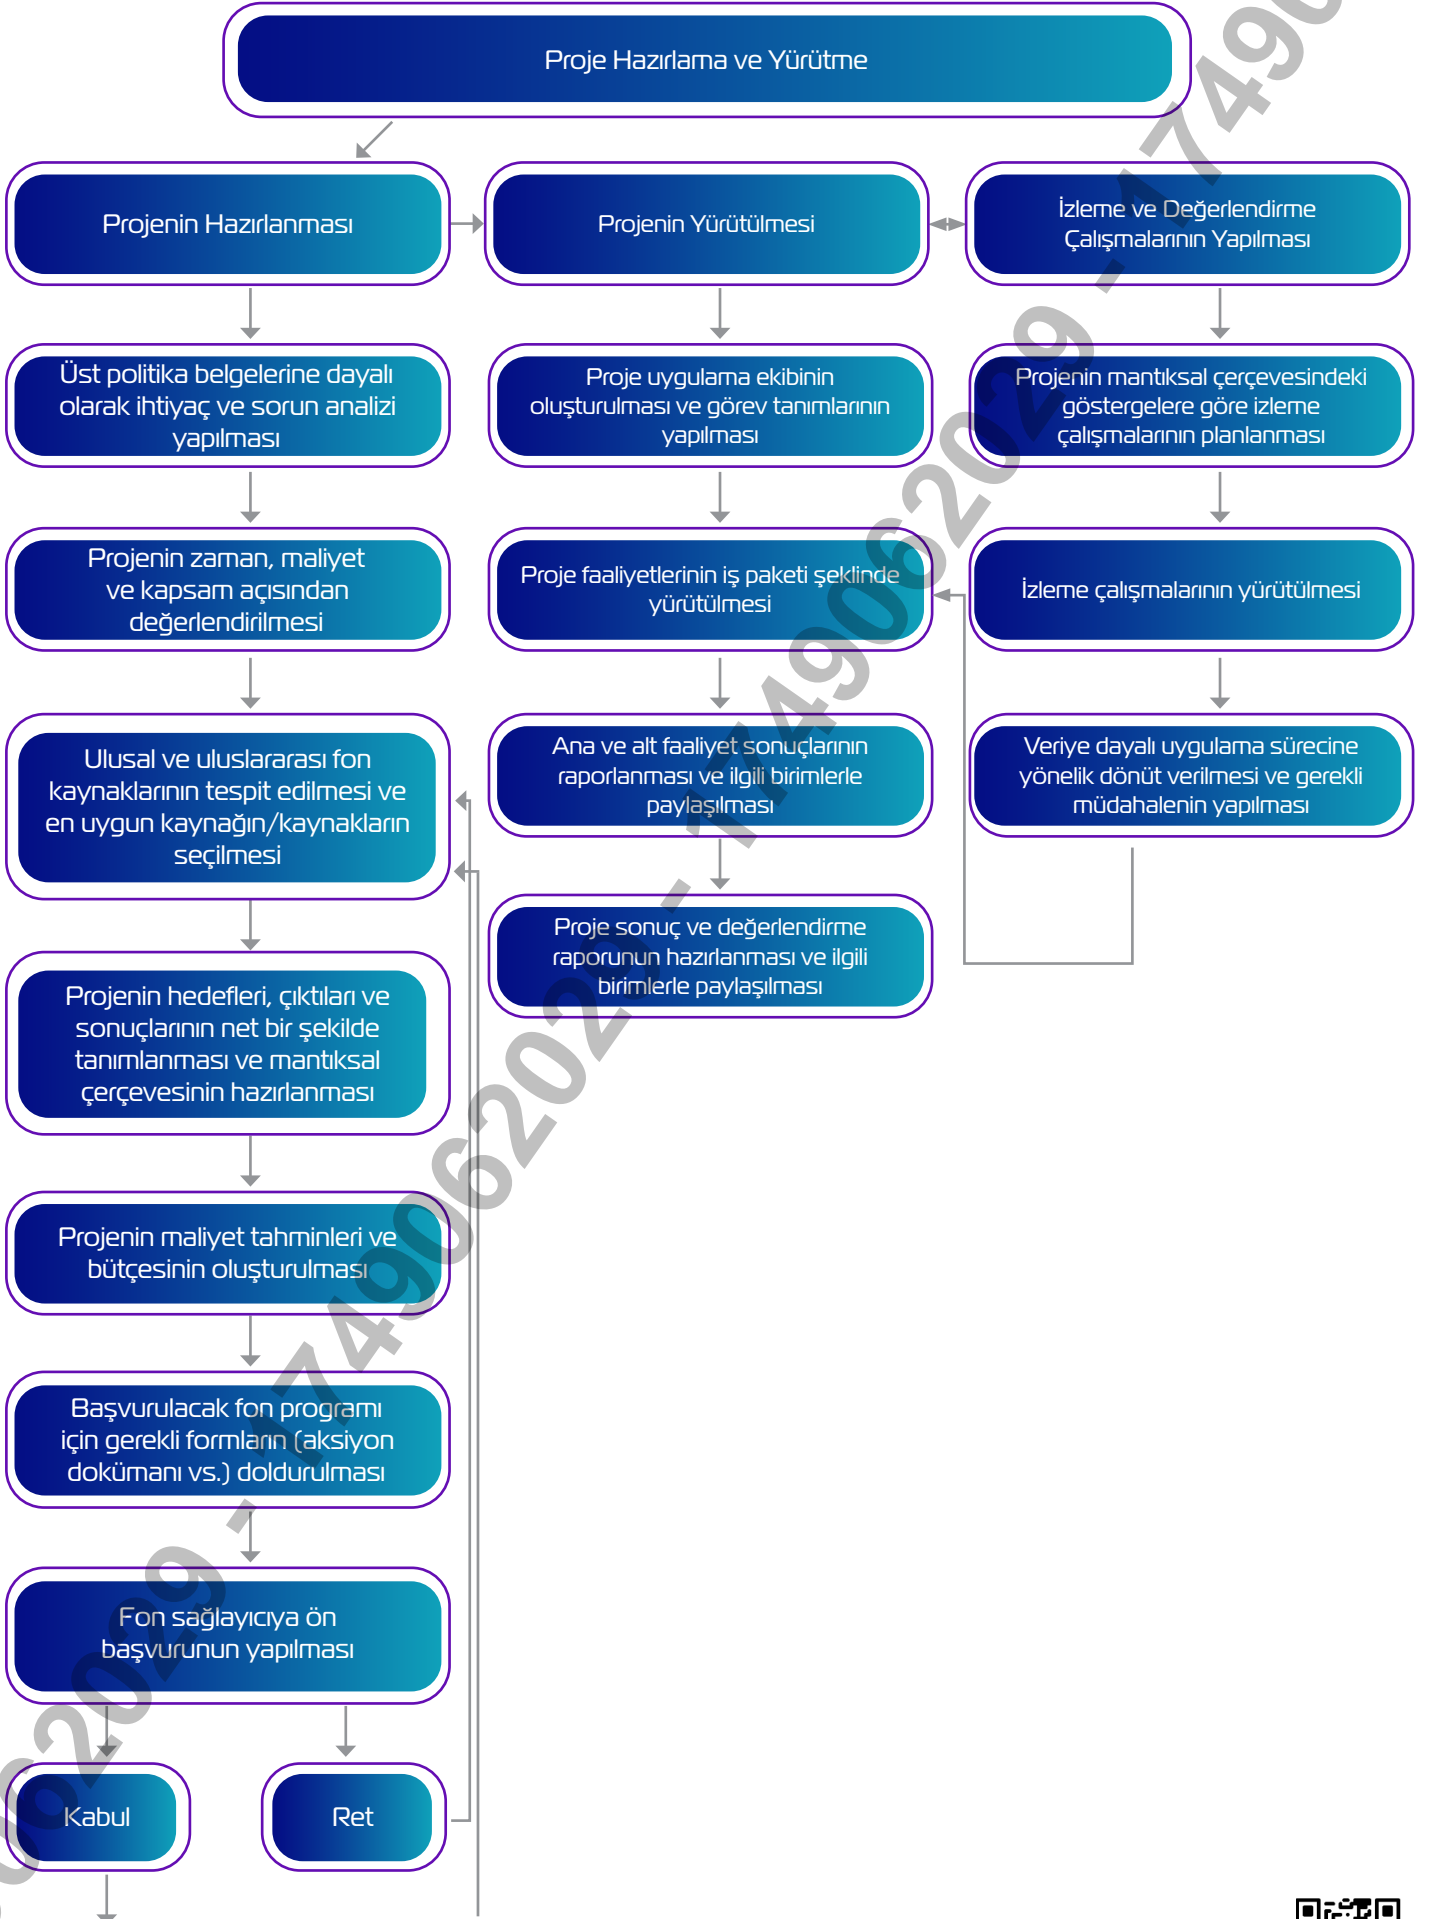 Proje Hazırlama ve Yürütme
Projenin Hazırlanması
Projenin Yürütülmesi
İzleme ve Değerlendirme
Çalışmalarının Yapılması
Üst politika belgelerine dayalı
olarak ihtiyaç ve sorun analizi
yapılması
Proje uygulama ekibinin
oluşturulması ve görev tanımlarının
yapılması
Projenin mantıksal çerçevesindeki
göstergelere göre izleme
çalışmalarının planlanması
Projenin zaman, maliyet
ve kapsam açısından
değerlendirilmesi
Proje faaliyetlerinin iş paketi şeklinde
yürütülmesi
İzleme çalışmalarının yürütülmesi
Ulusal ve uluslararası fon
kaynaklarının tespit edilmesi ve
en uygun kaynağın/kaynakların
seçilmesi
Ana ve alt faaliyet sonuçlarının
raporlanması ve ilgili birimlerle
paylaşılması
Veriye dayalı uygulama sürecine
yönelik dönüt verilmesi ve gerekli
müdahalenin yapılması
Proje sonuç ve değerlendirme
raporunun hazırlanması ve ilgili
birimlerle paylaşılması
Projenin hedefleri, çıktıları ve
sonuçlarının net bir şekilde
tanımlanması ve mantıksal
çerçevesinin hazırlanması
Projenin maliyet tahminleri ve
bütçesinin oluşturulması
Başvurulacak fon programı
için gerekli formların (aksiyon
dokümanı vs.) doldurulması
Fon sağlayıcıya ön
başvurunun yapılması
Kabul
Ret
062029 - 1749062029 - 1749062029 - 1749